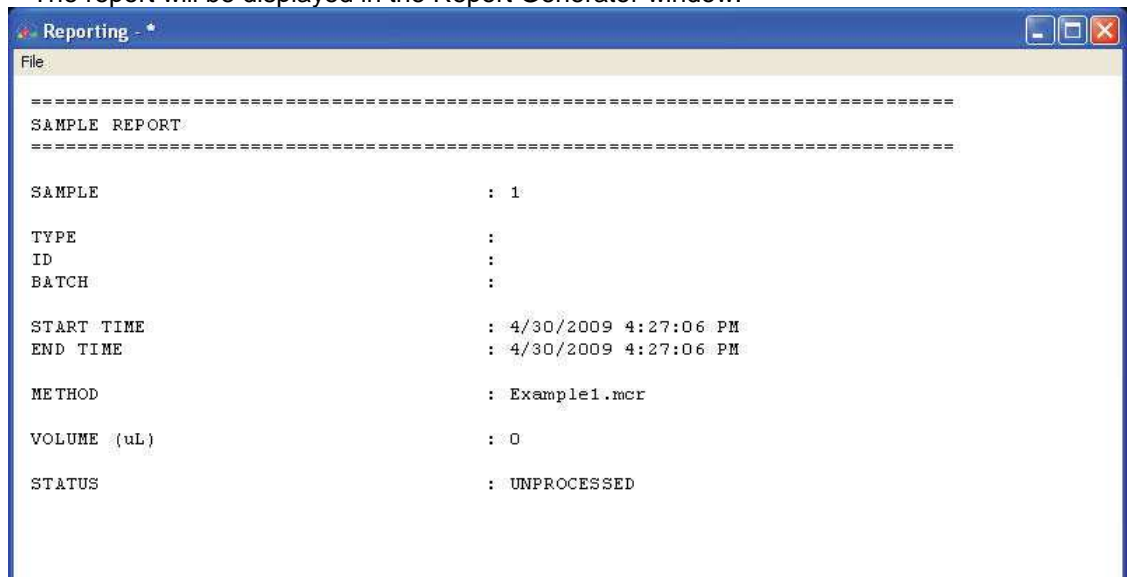 The report will be displayed in the Report Generator window.
Reporting - *
File
================================================================================
SAMPLE REPORT
================================================================================
SAMPLE : 1
TYPE :
ID :
BATCH :
START TIME : 4/30/2009 4:27:06 PM
END TIME : 4/30/2009 4:27:06 PM
METHOD : Example1.mcr
VOLUME (uL) : 0
STATUS : UNPROCESSED